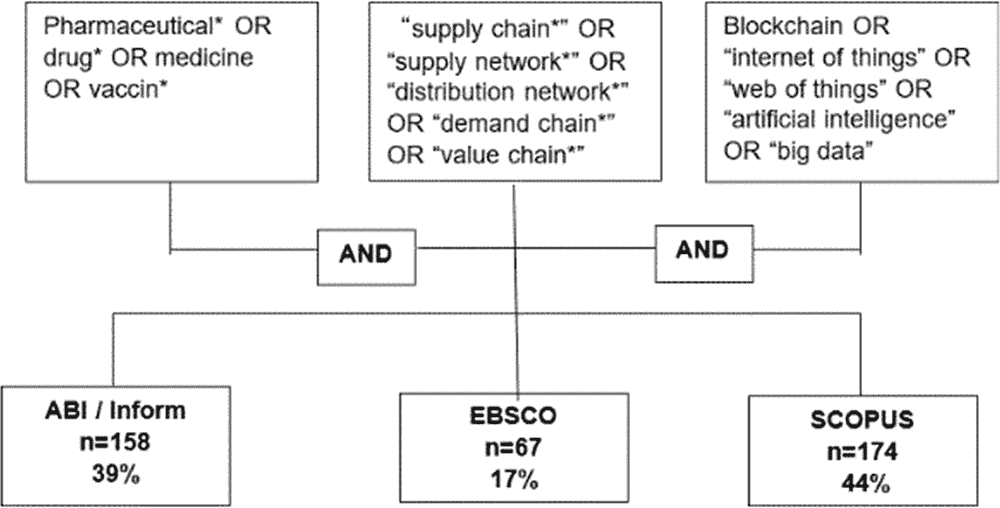 Pharmaceutical* OR
drug* OR medicine
OR vaccin*
“supply chain*” OR
“supply network*” OR
“distribution network*”
OR “demand chain*”
OR “value chain*”
Blockchain OR
“internet of things” OR
“web of things” OR
“artificial intelligence”
OR “big data”
AND
AND
ABI / Inform
n=158
39%
EBSCO
n=67
17%
SCOPUS
n=174
44%